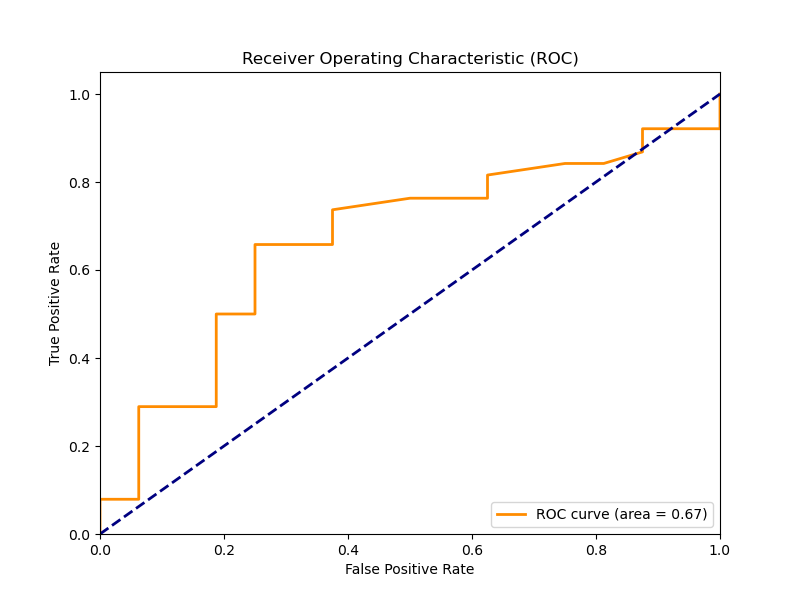 Receiver Operating Characteristic (ROC)
True Positive Rate
1.0
0.8
0.6
0.4
0.2
0.0
0.0 0.2 0.4 0.6 0.8 1.0
False Positive Rate
ROC curve (area = 0.67)